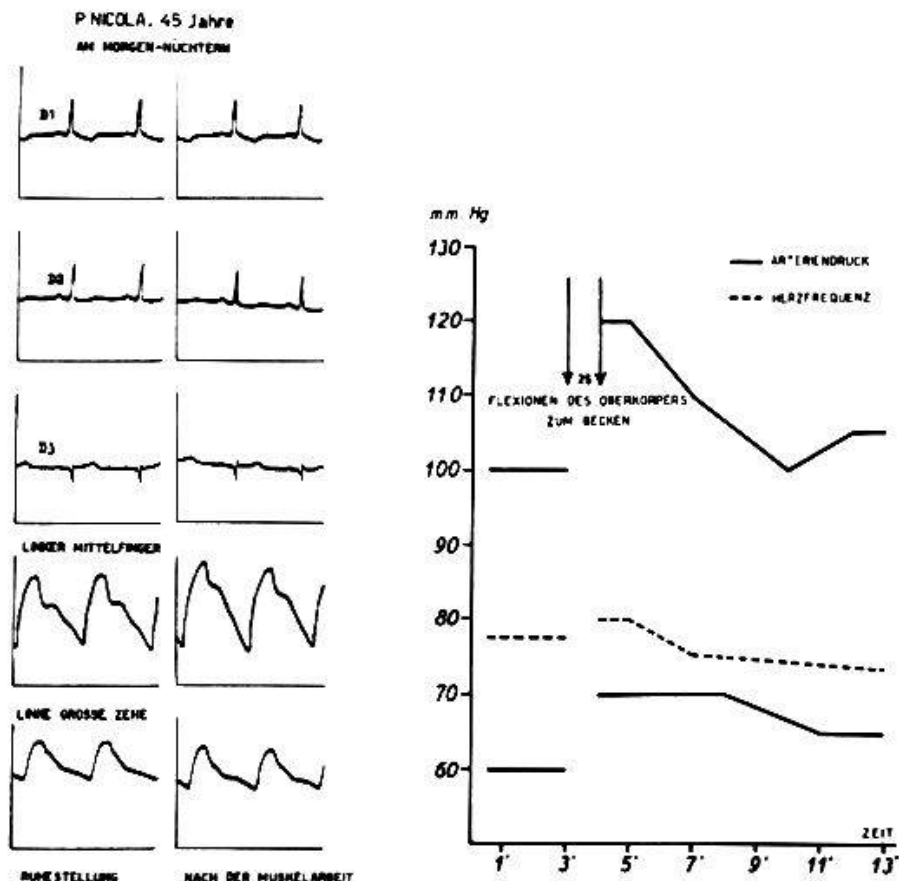 P NICOLA, 45 Jahre
AM MORGEN-NUCHTERN
D1
D2
D3
LINKER MITTELFINGER
LINKE GROSSE ZEHE
RUHESTELLUNG
NACH DER MUSKELARBEIT
mm Hg
130
120
110
100
90
80
70
60
ARTERIENDRUCK
HERZFREQUENZ
25
FLEXIONEN DES OBERKORPERS
ZUM BECKEN
ZEIT
1' 3' 5' 7' 9' 11' 13'